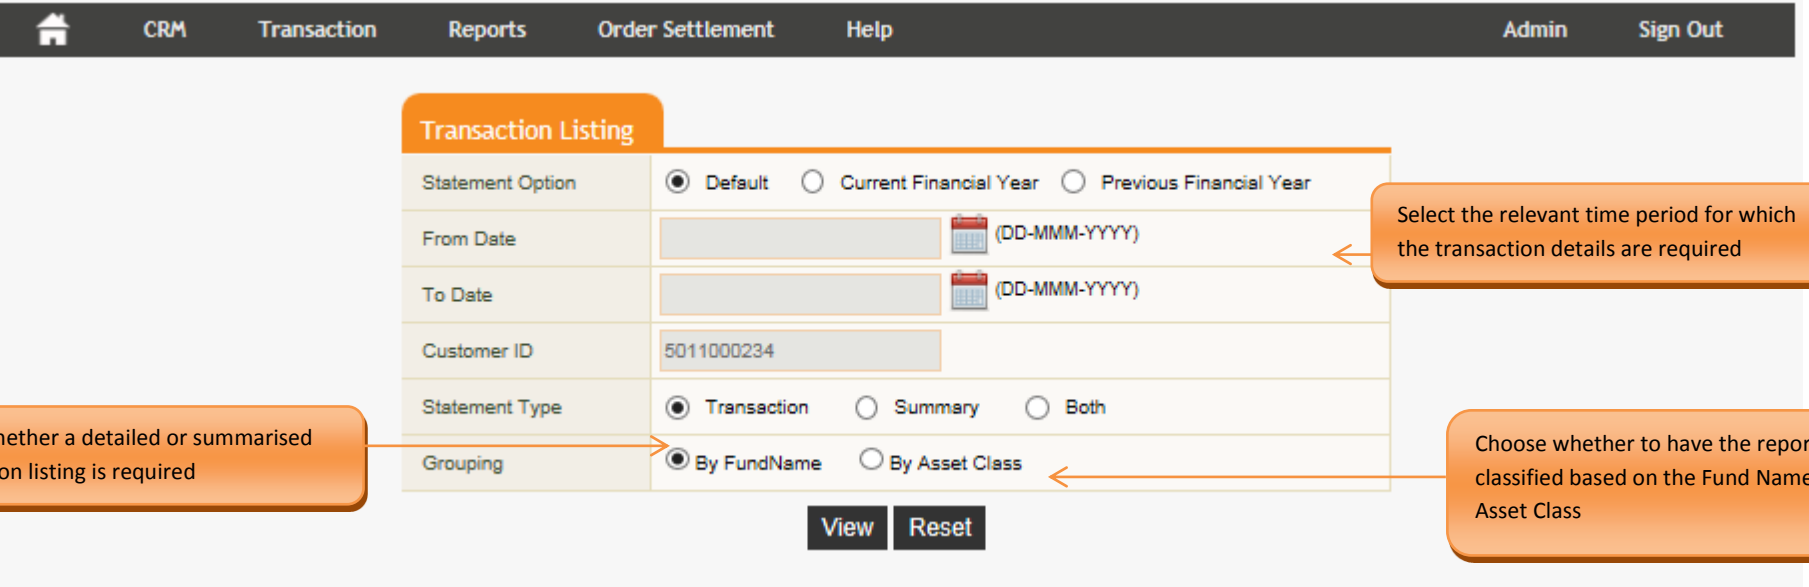 CRM Transaction Reports Order Settlement Help Admin Sign Out
Transaction Listing
Statement Option Default Current Financial Year Previous Financial Year
From Date (DD-MMM-YYYY)
To Date (DD-MMM-YYYY)
Customer ID 5011000234
Statement Type Transaction Summary Both
Grouping By FundName By Asset Class
View Reset
Select the relevant time period for which
the transaction details are required
a detailed or summarised
listing is required
Choose whether to have the
classified based on the Fund Name
Asset Class